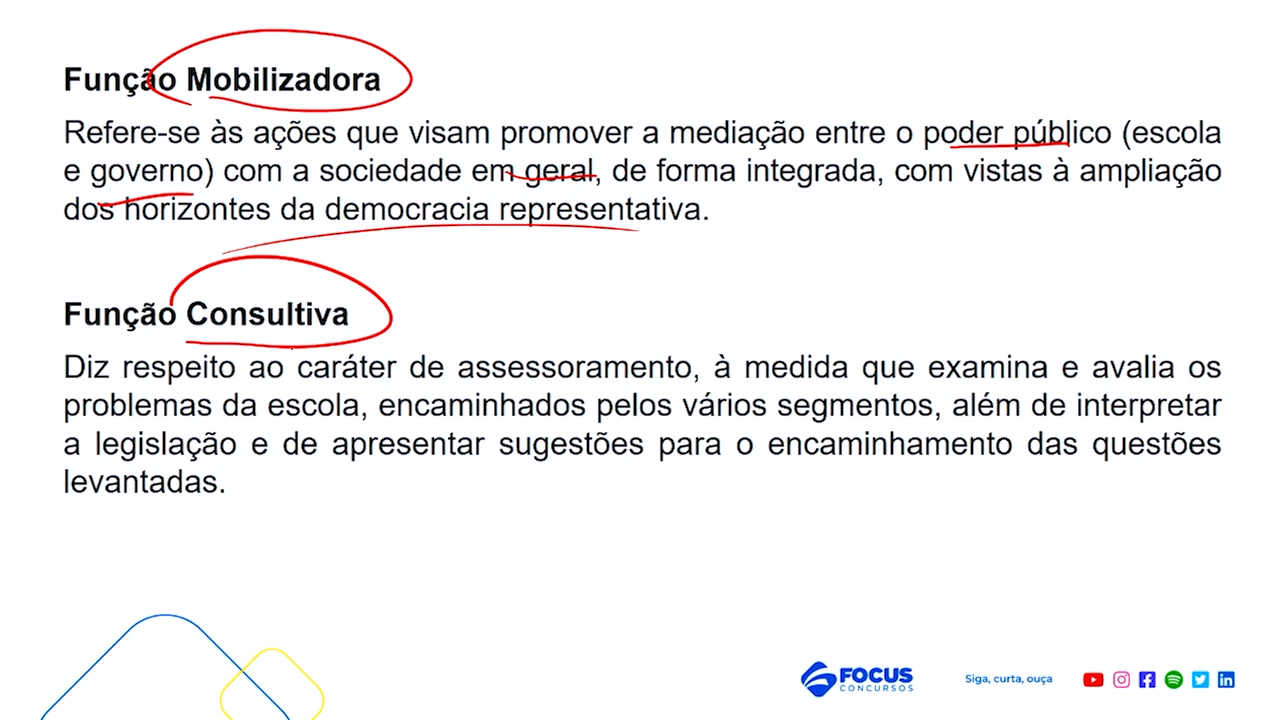 Função Mobilizadora
Refere-se às ações que visam promover a mediação entre o poder público (escola
e governo) com a sociedade em geral, de forma integrada, com vistas à ampliação
dos horizontes da democracia representativa.
Função Consultiva
Diz respeito ao caráter de assessoramento, à medida que examina e avalia os
problemas da escola, encaminhados pelos vários segmentos, além de interpretar
a legislação e de apresentar sugestões para o encaminhamento das questões
levantadas.
FOCUS
CONCURSOS
Siga, curta, ouça